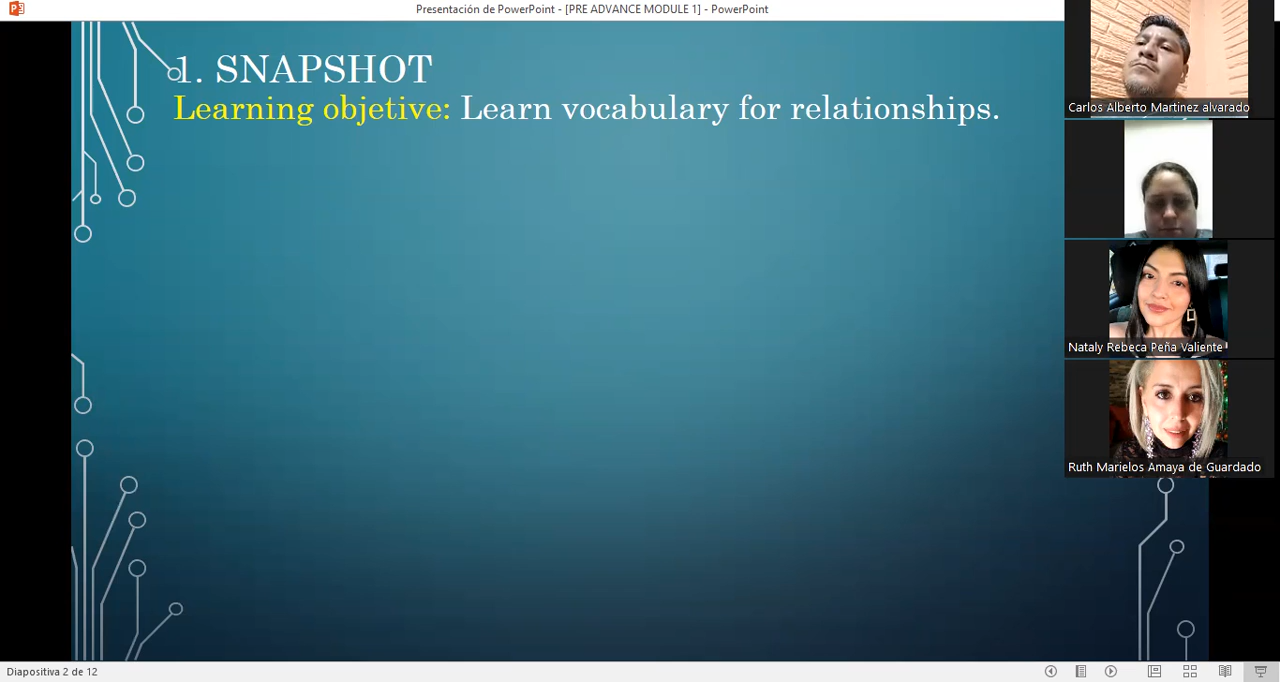 Presentación de PowerPoint - [PRE ADVANCE MODULE 1] - PowerPoint
1. SNAPSHOT
Learning objetive: Learn vocabulary for relationships.
Carlos Alberto Martinez alvarado
Nataly Rebeca Peña Valiente
Ruth Marielos Amaya de Guardado
Diapositiva 2 de 12